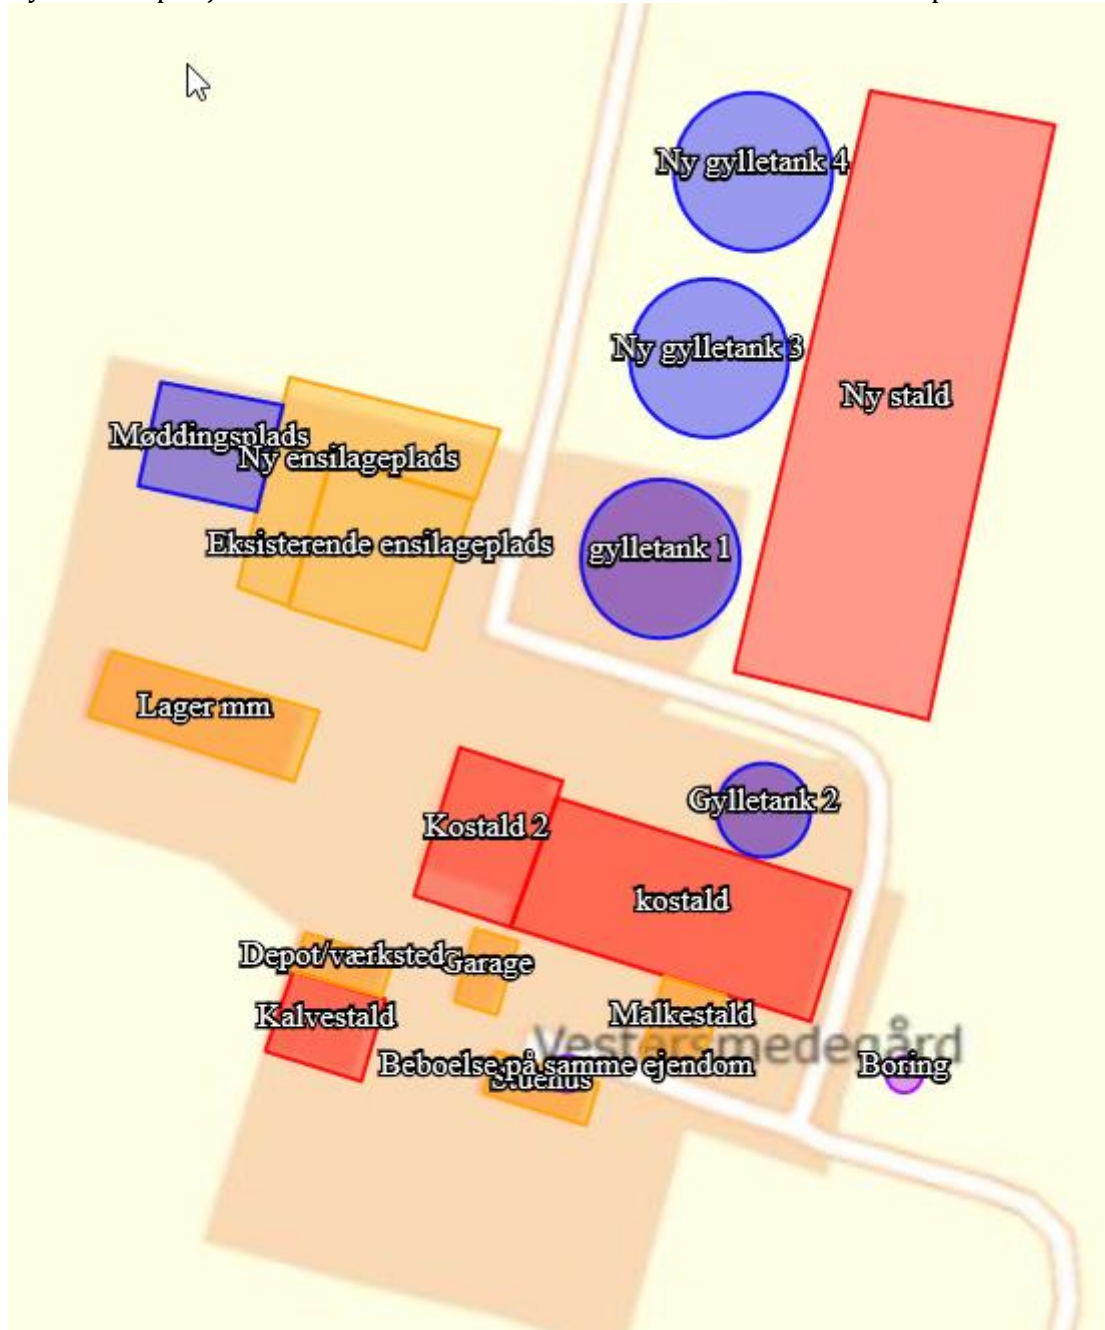 Ny gylletank 4
Ny gylletank 3
Ny stald
Møddingsplads
Ny ensilageplads
Eksisterende ensilageplads
gylletank 1
Lager mm
Gylletank 2
Kostald 2
kostald
Depot/værksted
Garage
Kalvestald
Malkestald
Vestersmedegård
Beboelse på samme ejendom
Boring
Stuehus